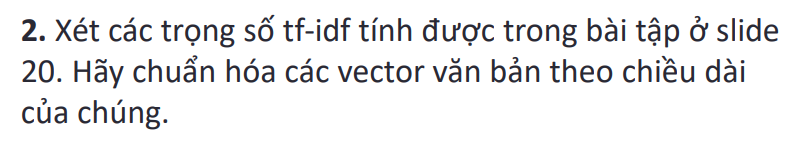 2. Xét các trọng số tf-idf tính được trong bài tập ở slide
20. Hãy chuẩn hóa các vector văn bản theo chiều dài
của chúng.